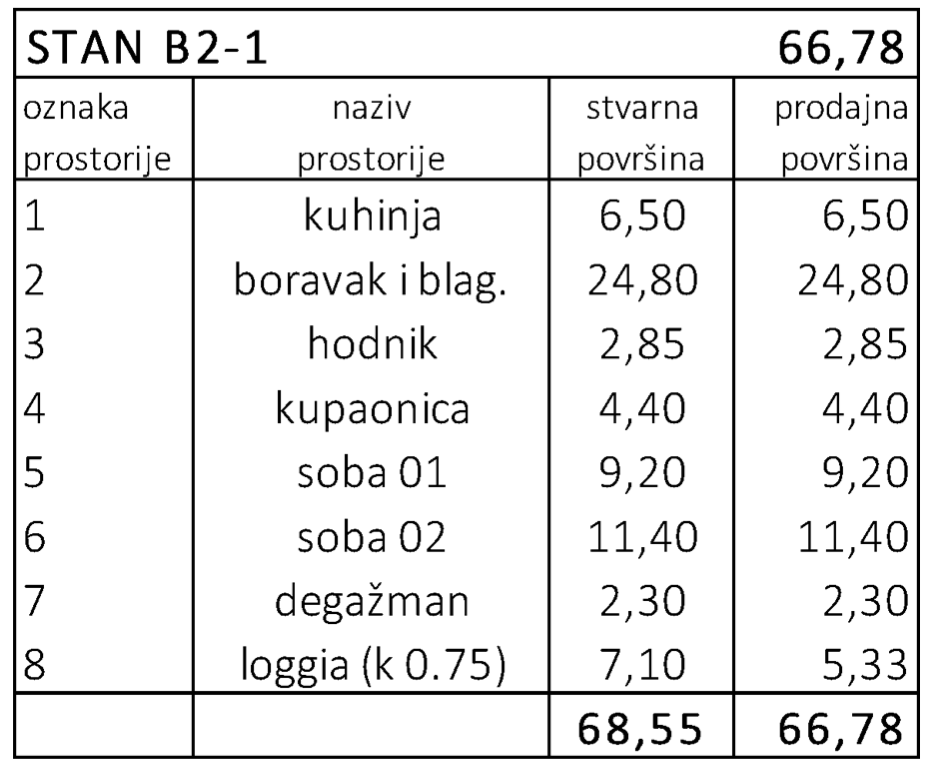 STAN B2-1 66,78
oznaka naziv stvarna prodajna
prostorije prostorije površina površina
1 kuhinja 6,50 6,50
2 boravak i blag. 24,80 24,80
3 hodnik 2,85 2,85
4 kupaonica 4,40 4,40
5 soba 01 9,20 9,20
6 soba 02 11,40 11,40
7 degažman 2,30 2,30
8 loggia (k 0.75) 7,10 5,33
68,55 66,78